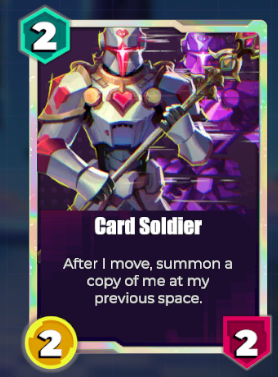 2
Card Soldier
After I move, summon a
copy of me at my
previous space.
2 2